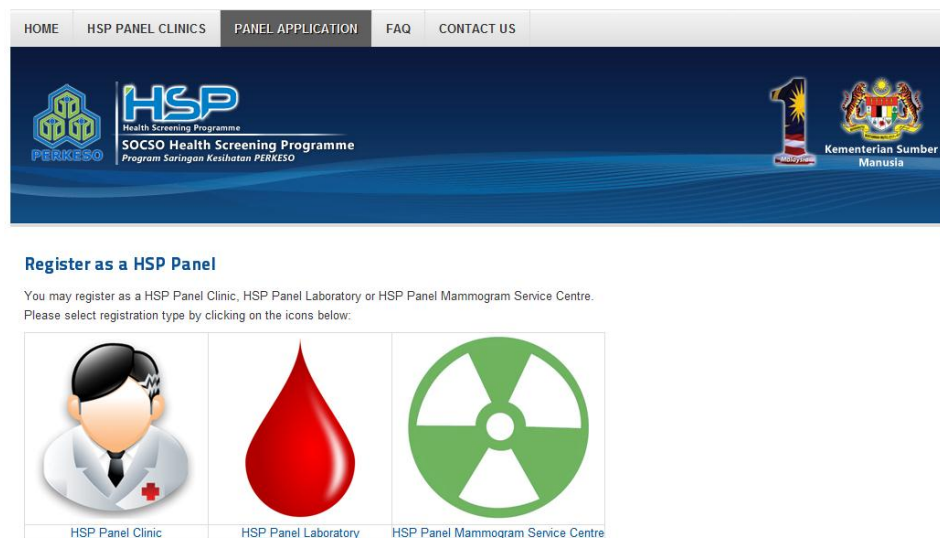 HOME HSP PANEL CLINICS PANEL APPLICATION FAQ CONTACT US
HSP
Health Screening Programme
SOCSO Health Screening Programme
Program Saringan Kesihatan PERKESO
PERKESO
1
Malaysia
Kementerian Sumber
Manusia
Register as a HSP Panel
You may register as a HSP Panel Clinic, HSP Panel Laboratory or HSP Panel Mammogram Service Centre.
Please select registration type by clicking on the icons below:
HSP Panel Clinic HSP Panel Laboratory HSP Panel Mammogram Service Centre